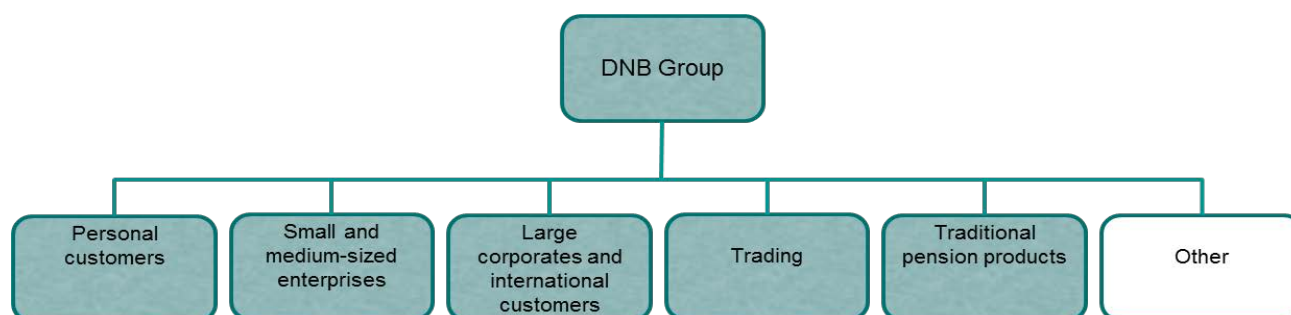 DNB Group
Personal
customers
Small and
medium-sized
enterprises
Large
corporates and
international
customers
Trading
Traditional
pension products
Other